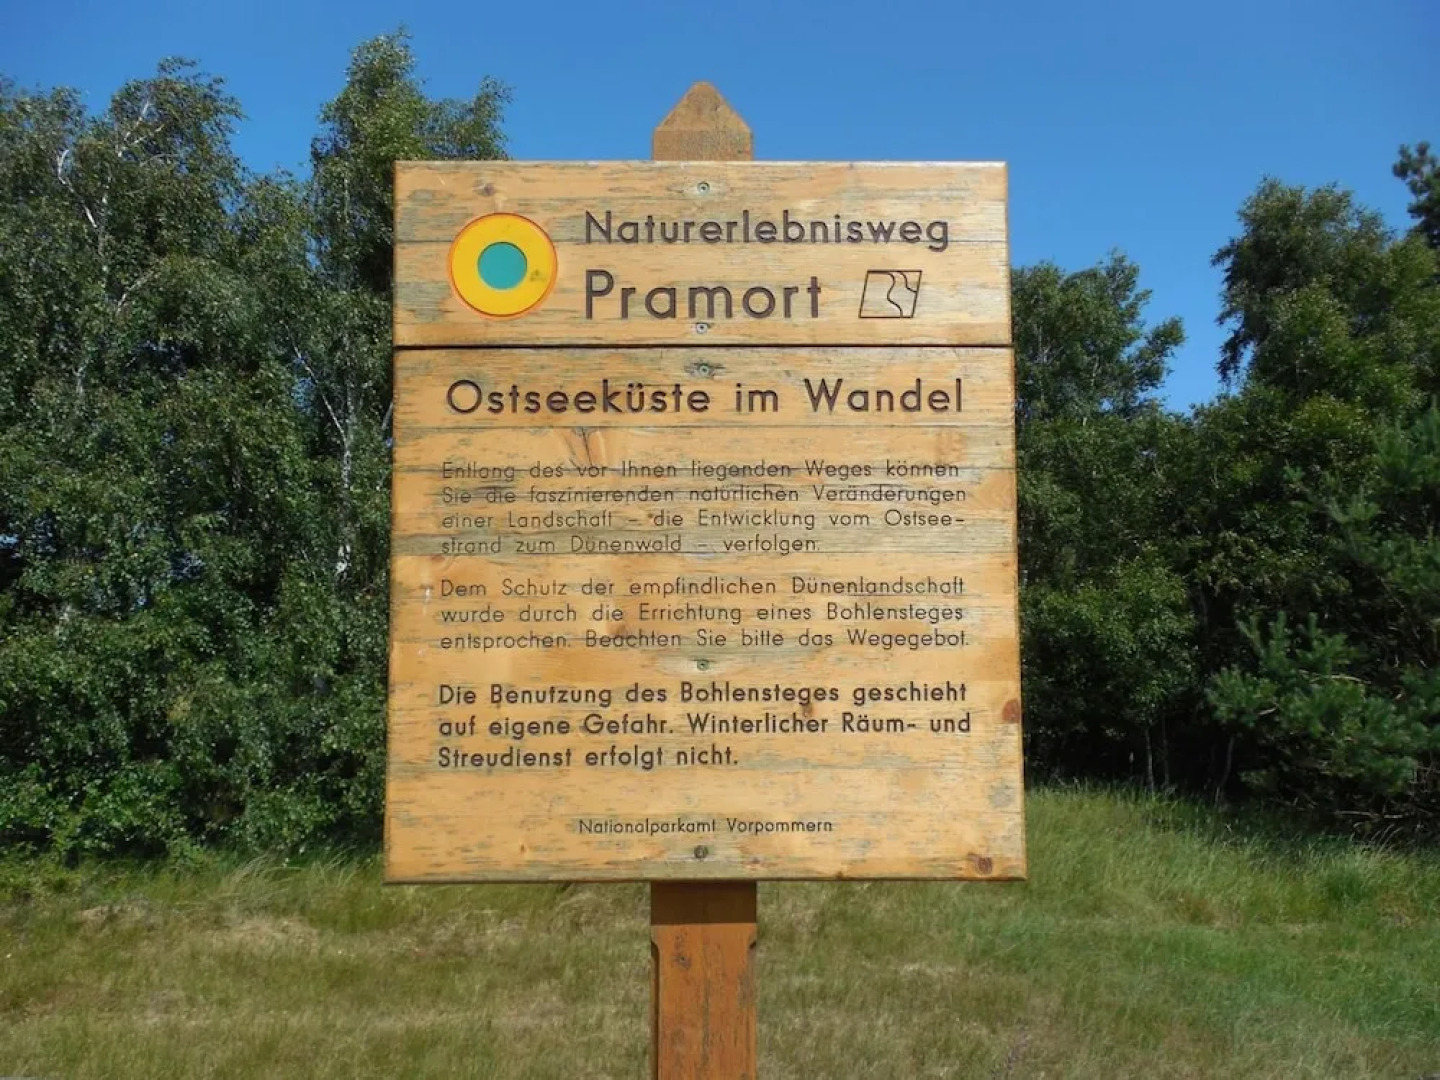 Naturerlebnisweg
Pramort
Ostseeküste im Wandel
Entlang des vor Ihnen liegenden Weges können
Sie die faszinierenden natürlichen Veränderungen
einer Landschaft - die Entwicklung vom Ostsee-
strand zum Dünenwald - verfolgen.
Dem Schutz der empfindlichen Dünenlandschaft
wurde durch die Errichtung eines Bohlensteges
entsprochen. Beachten Sie bitte das Wegegebot.
Die Benutzung des Bohlensteges geschieht
auf eigene Gefahr. Winterlicher Räum- und
Streudienst erfolgt nicht.
Nationalparkamt Vorpommern